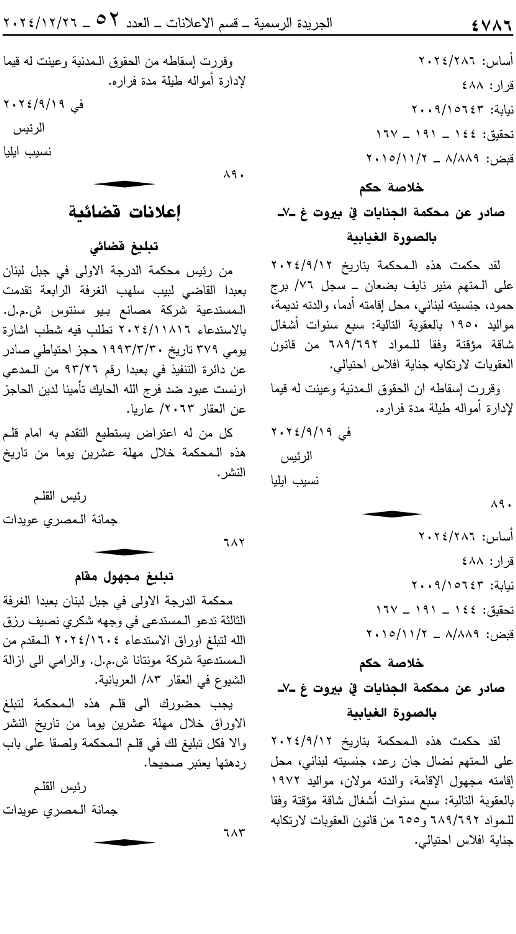 ٤٧٨٦
الجريدة الرسمية ــ قسم الاعلانات ــ العدد ٥٢ ــ ٢٠٢٤/١٢/٢٦
أساس: ٢٠٢٤/٢٨٦
قرار: ٤٨٨
نيابة: ٢٠٠٩/١٥٦٤٣
تحقيق: ١٤٤ ــ ١٩١ ــ ١٦٧
قبض: ٨/٨٨٩ ــ ٢٠١٥/١١/٢
خلاصة حكم
صادر عن محكمة الجنايات في بيروت غ ــ٧ــ
بالصورة الغيابية
لقد حكمت هذه المحكمة بتاريخ ٢٠٢٤/٩/١٢
على المتهم منير نايف بضعان ــ سجل ٧٦/ برج
حمود، جنسيته لبناني، محل إقامته أدما، والدته نديمة،
مواليد ١٩٥٠ بالعقوبة التالية: سبع سنوات أشغال
شاقة مؤقتة وفقا للمواد ٦٨٩/٦٩٢ من قانون
العقوبات لارتكابه جناية افلاس احتيالي.
وقررت إسقاطه ان الحقوق المدنية وعينت له قيما
لإدارة أمواله طيلة مدة فراره.
في ٢٠٢٤/٩/١٩
الرئيس
نسيب ايليا
٨٩٠
أساس: ٢٠٢٤/٢٨٦
قرار: ٤٨٨
نيابة: ٢٠٠٩/١٥٦٤٣
تحقيق: ١٤٤ ــ ١٩١ ــ ١٦٧
قبض: ٨/٨٨٩ ــ ٢٠١٥/١١/٢
خلاصة حكم
صادر عن محكمة الجنايات في بيروت غ ــ٧ــ
بالصورة الغيابية
لقد حكمت هذه المحكمة بتاريخ ٢٠٢٤/٩/١٢
على المتهم نضال جان رعد، جنسيته لبناني، محل
إقامته مجهول الإقامة، والدته مولان، مواليد ١٩٧٢
بالعقوبة التالية: سبع سنوات أشغال شاقة مؤقتة وفقا
للمواد ٦٨٩/٦٩٢ و٦٥٥ من قانون العقوبات لارتكابه
جناية افلاس احتيالي.
وقررت إسقاطه من الحقوق المدنية وعينت له قيما
لإدارة أمواله طيلة مدة فراره.
في ٢٠٢٤/٩/١٩
الرئيس
نسيب ايليا
٨٩٠
إعلانات قضائية
تبليغ قضائي
من رئيس محكمة الدرجة الاولى في جبل لبنان
بعبدا القاضي لبيب سلهب الغرفة الرابعة تقدمت
المستدعية شركة مصانع بيو سنتوس ش.م.ل.
بالاستدعاء ٢٠٢٤/١١٨١٦ تطلب فيه شطب اشارة
يومي ٣٧٩ تاريخ ١٩٩٣/٣/٣٠ حجز احتياطي صادر
عن دائرة التنفيذ في بعبدا رقم ٩٣/٢٦ من المدعي
ارنست عبود ضد فرج الله الحايك تأمينا لدين الحاجز
عن العقار ٢٠٦٣/ عاريا.
كل من له اعتراض يستطيع التقدم به امام قلم
هذه المحكمة خلال مهلة عشرين يوما من تاريخ
النشر.
رئيس القلم
جمانة المصري عويدات
٦٨٢
تبليغ مجهول مقام
محكمة الدرجة الاولى في جبل لبنان بعبدا الغرفة
الثالثة تدعو المستدعى في وجهه شكري نصيف رزق
الله لتبلغ اوراق الاستدعاء ٢٠٢٤/١٦٠٤ المقدم من
المستدعية شركة مونتانا ش.م.ل. والرامي الى ازالة
الشيوع في العقار ٨٣/ العربانية.
يجب حضورك الى قلم هذه المحكمة لتبلغ
الاوراق خلال مهلة عشرين يوما من تاريخ النشر
والا فكل تبليغ لك في قلم المحكمة ولصقا على باب
ردهتها يعتبر صحيحا.
رئيس القلم
جمانة المصري عويدات
٦٨٣